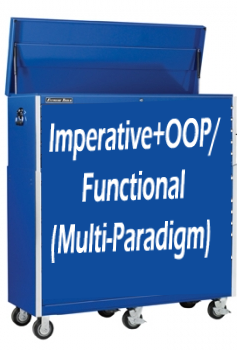 Imperative+OOP/
Functional
(Multi-Paradigm)